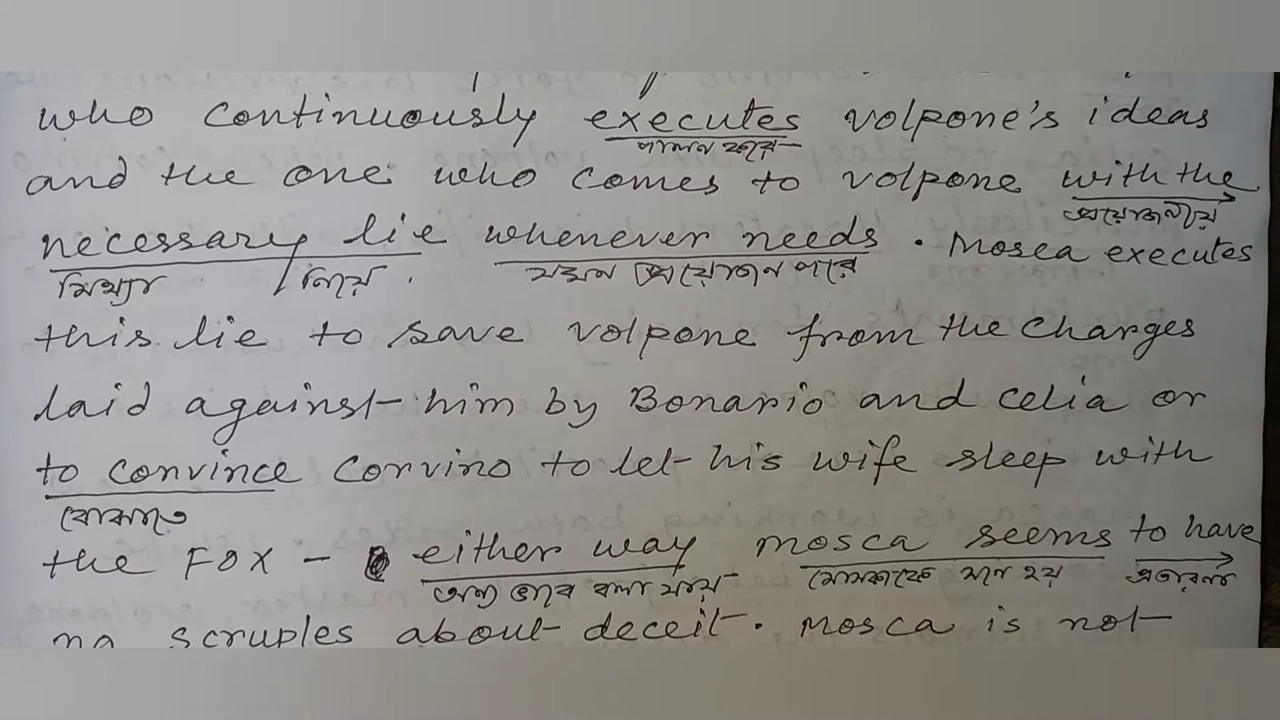 who continuously executes volpone's ideas
পালন করে
and the one who comes to volpone with the
প্রয়োজনীয়
necessary lie whenever needs. Mosca executes
মিথ্যা নিয়ে যখন প্রয়োজন পরে
this lie to save volpone from the charges
laid against him by Bonario and celia or
to convince corvino to let his wife sleep with
বোঝাতে
the FOX - either way mosca seems to have
অন্য ভাবে বলা যায় মোসকাকে মনে হয় প্রতারনা
no scruples about deceit. Mosca is not